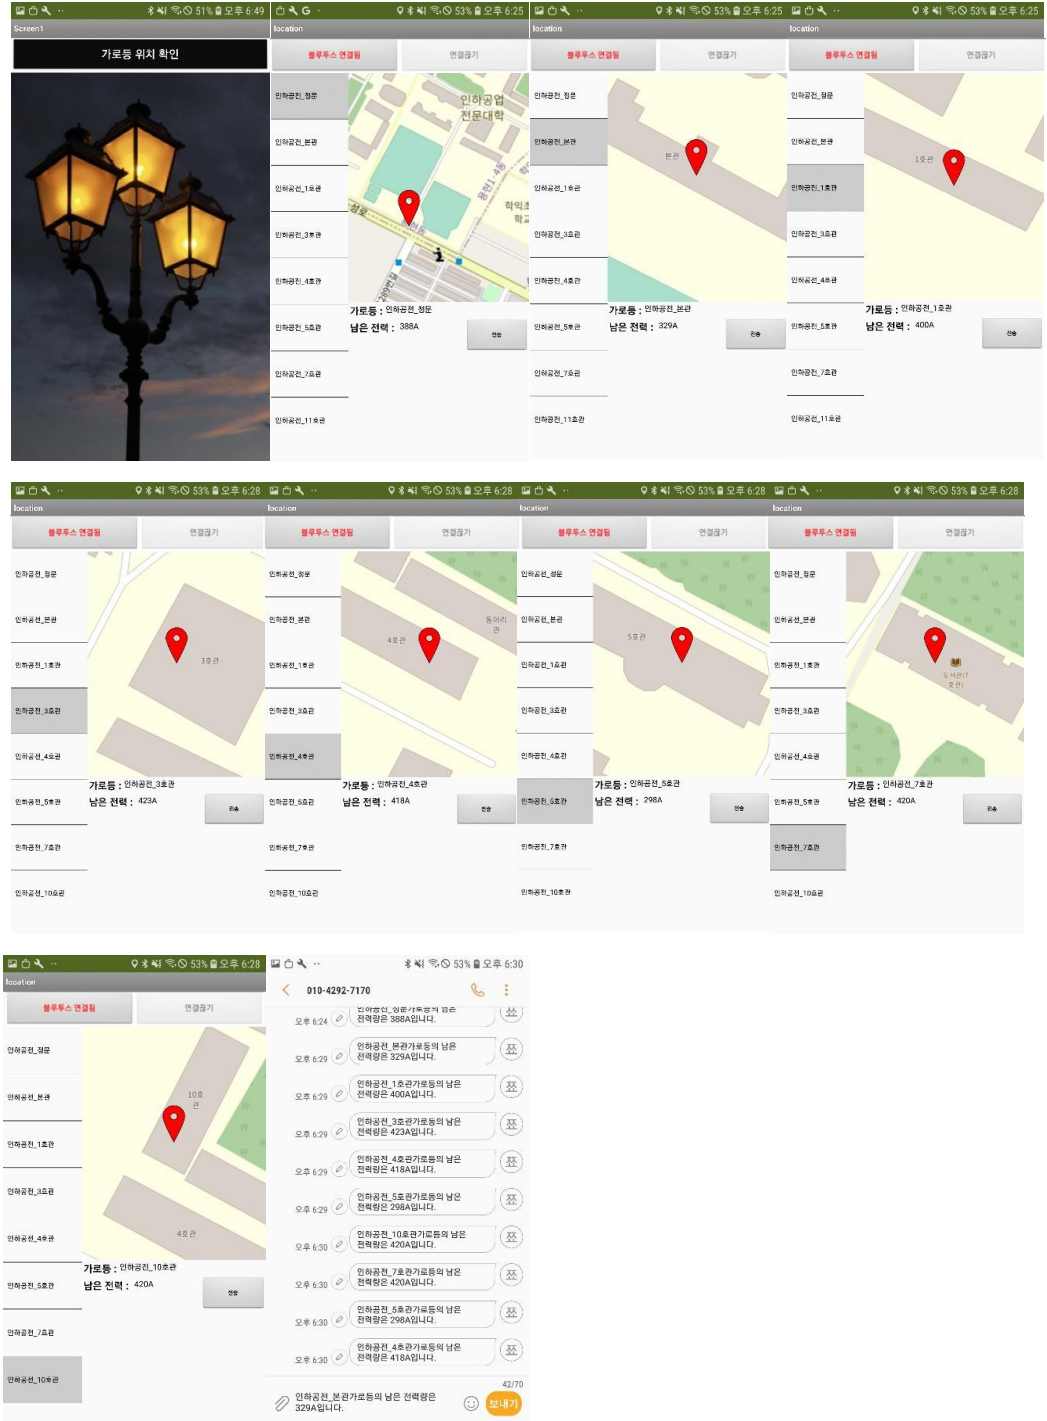 51% 오후 6:49
Screen1
가로등 위치 확인
53% 오후 6:25
location
블루투스 연결됨
연결끊기
인하공전_정문
인하공전_본관
인하공전_1호관
인하공전_3호관
인하공전_4호관
인하공전_5호관
인하공전_7호관
인하공전_11호관
인하공업
전문대학
용현1·4동
학익초
289번길
가로등 : 인하공전_정문
남은 전력 : 388A
전송
53% 오후 6:25
location
블루투스 연결됨
연결끊기
인하공전_정문
인하공전_본관
인하공전_1호관
인하공전_3호관
인하공전_4호관
인하공전_5호관
인하공전_7호관
인하공전_11호관
본관
가로등 : 인하공전_본관
남은 전력 : 329A
전송
53% 오후 6:25
location
블루투스 연결됨
연결끊기
인하공전_정문
인하공전_본관
인하공전_1호관
인하공전_3호관
인하공전_4호관
인하공전_5호관
인하공전_7호관
인하공전_11호관
1호관
가로등 : 인하공전_1호관
남은 전력 : 400A
전송
53% 오후 6:28
location
블루투스 연결됨
연결끊기
인하공전_정문
인하공전_본관
인하공전_1호관
인하공전_3호관
인하공전_4호관
인하공전_5호관
인하공전_7호관
인하공전_10호관
3호관
가로등 : 인하공전_3호관
남은 전력 : 423A
전송
53% 오후 6:28
location
블루투스 연결됨
연결끊기
인하공전_정문
인하공전_본관
인하공전_1호관
인하공전_3호관
인하공전_4호관
인하공전_5호관
인하공전_7호관
인하공전_10호관
동아리
관
4호관
가로등 : 인하공전_4호관
남은 전력 : 418A
전송
53% 오후 6:28
location
블루투스 연결됨
연결끊기
인하공전_정문
인하공전_본관
인하공전_1호관
인하공전_3호관
인하공전_4호관
인하공전_5호관
인하공전_7호관
인하공전_10호관
5호관
가로등 : 인하공전_5호관
남은 전력 : 298A
전송
53% 오후 6:28
location
블루투스 연결됨
연결끊기
인하공전_정문
인하공전_본관
인하공전_1호관
인하공전_3호관
인하공전_4호관
인하공전_5호관
인하공전_7호관
인하공전_10호관
도서관(7
호관)
가로등 : 인하공전_7호관
남은 전력 : 420A
전송
53% 오후 6:28
location
블루투스 연결됨
연결끊기
인하공전_정문
인하공전_본관
인하공전_1호관
인하공전_3호관
인하공전_4호관
인하공전_5호관
인하공전_7호관
인하공전_10호관
10호
관
4호관
가로등 : 인하공전_10호관
남은 전력 : 420A
전송
53% 오후 6:30
010-4292-7170
인하공전_정문가로등의 남은
전력량은 388A입니다.
오후 6:24
쪼
인하공전_본관가로등의 남은
전력량은 329A입니다.
오후 6:29
쪼
인하공전_1호관가로등의 남은
전력량은 400A입니다.
오후 6:29
쪼
인하공전_3호관가로등의 남은
전력량은 423A입니다.
오후 6:29
쪼
인하공전_4호관가로등의 남은
전력량은 418A입니다.
오후 6:29
쪼
인하공전_5호관가로등의 남은
전력량은 298A입니다.
오후 6:29
쪼
인하공전_10호관가로등의 남은
전력량은 420A입니다.
오후 6:30
쪼
인하공전_7호관가로등의 남은
전력량은 420A입니다.
오후 6:30
쪼
인하공전_5호관가로등의 남은
전력량은 298A입니다.
오후 6:30
쪼
인하공전_4호관가로등의 남은
전력량은 418A입니다.
오후 6:30
쪼
42/70
인하공전_본관가로등의 남은 전력량은
329A입니다.
보내기